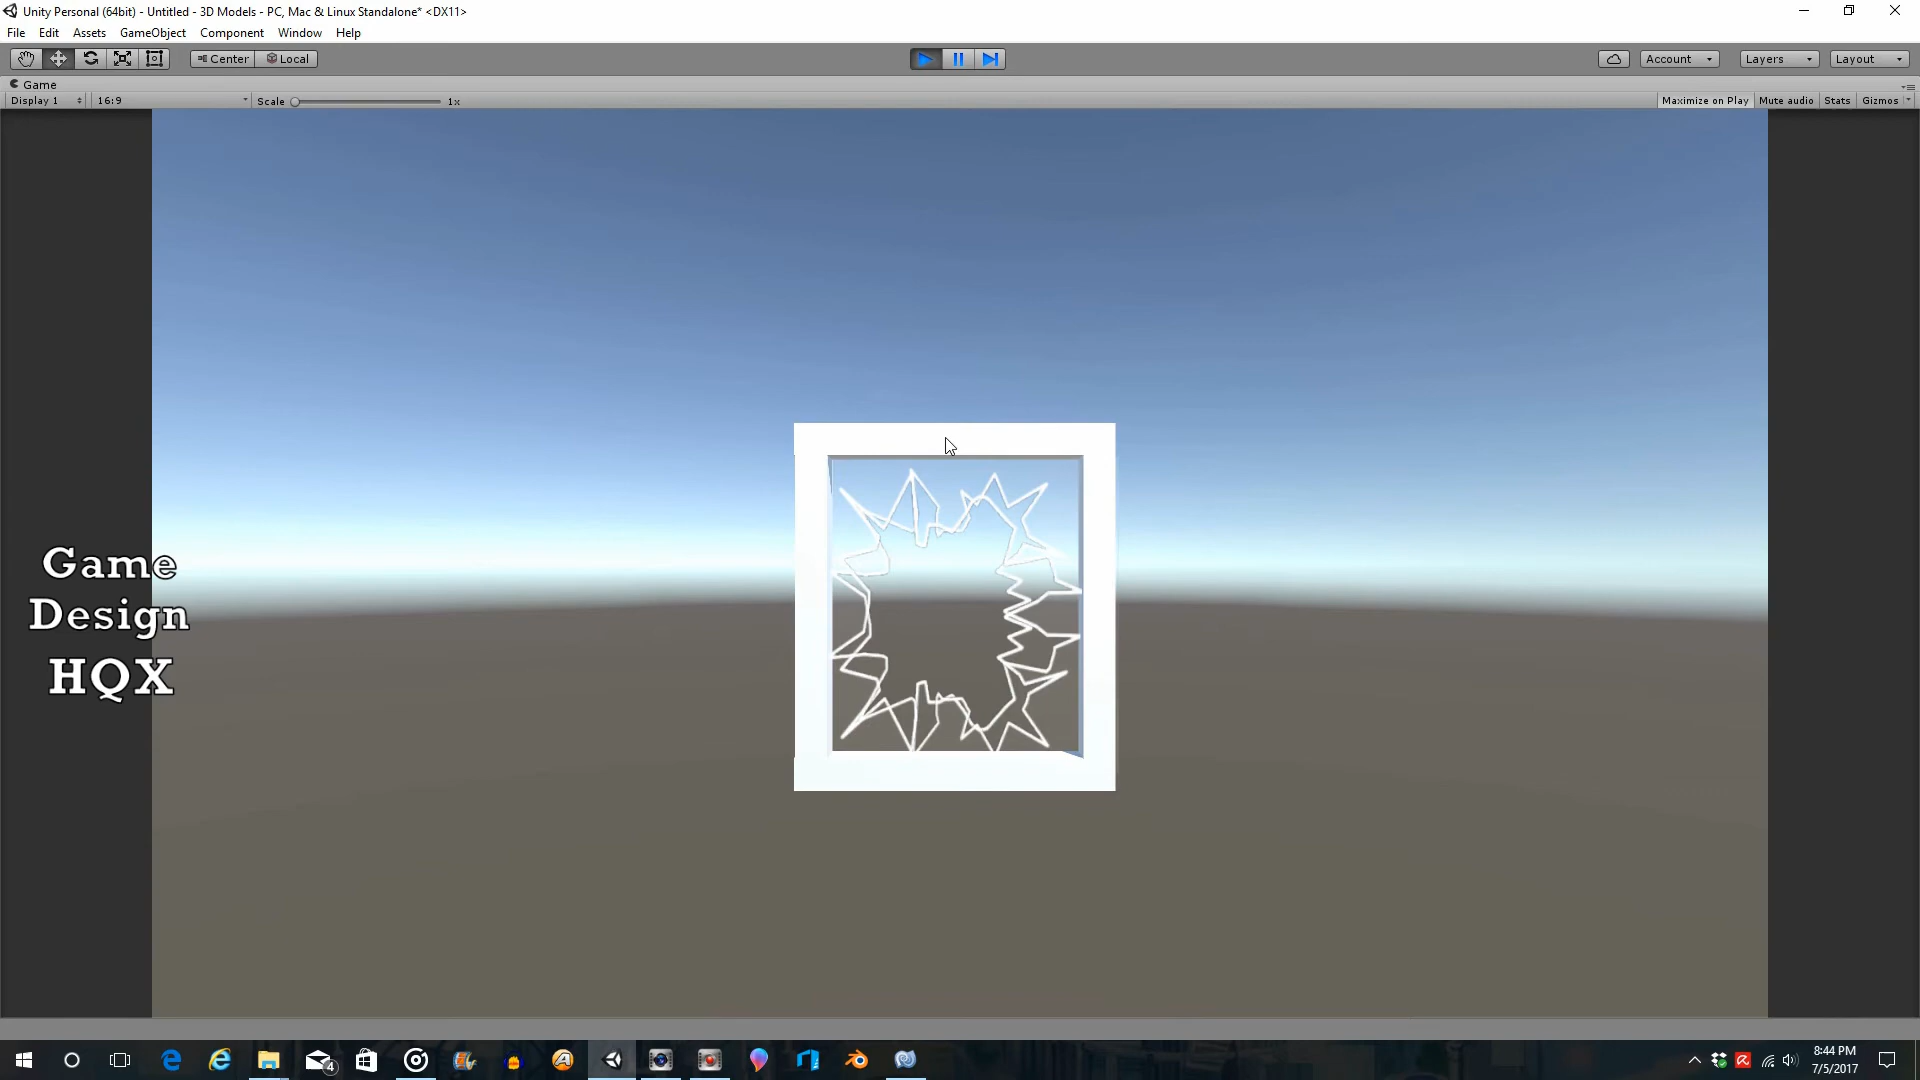 Unity Personal (64bit) - Untitled - 3D Models - PC, Mac & Linux Standalone* <DX11>
File Edit Assets GameObject Component Window Help
Center Local Account Layers Layout
Game
Display 1 16:9 Scale 1x Maximize on Play Mute audio Stats Gizmos
Game
Design
HQX
4
8:44 PM
7/5/2017